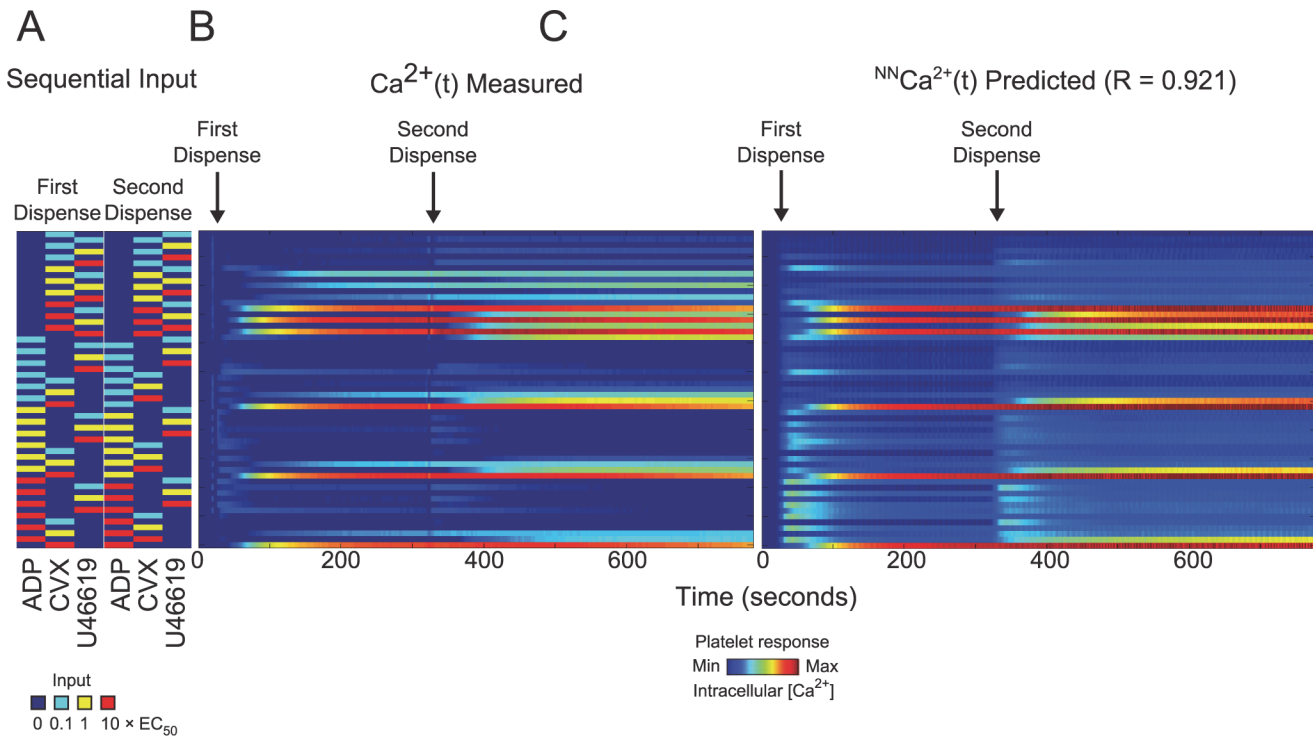 A
B
C
Sequential Input
Ca2+(t) Measured
NNCa2+(t) Predicted (R = 0.921)
First
Dispense
Second
Dispense
First
Dispense
Second
Dispense
First
Dispense
Second
Dispense
0
200
400
600
0
200
400
600
ADP
CVX
U46619
ADP
CVX
U46619
Time (seconds)
Platelet response
Min
Max
Intracellular [Ca2+]
Input
0 0.1 1 10 × EC50